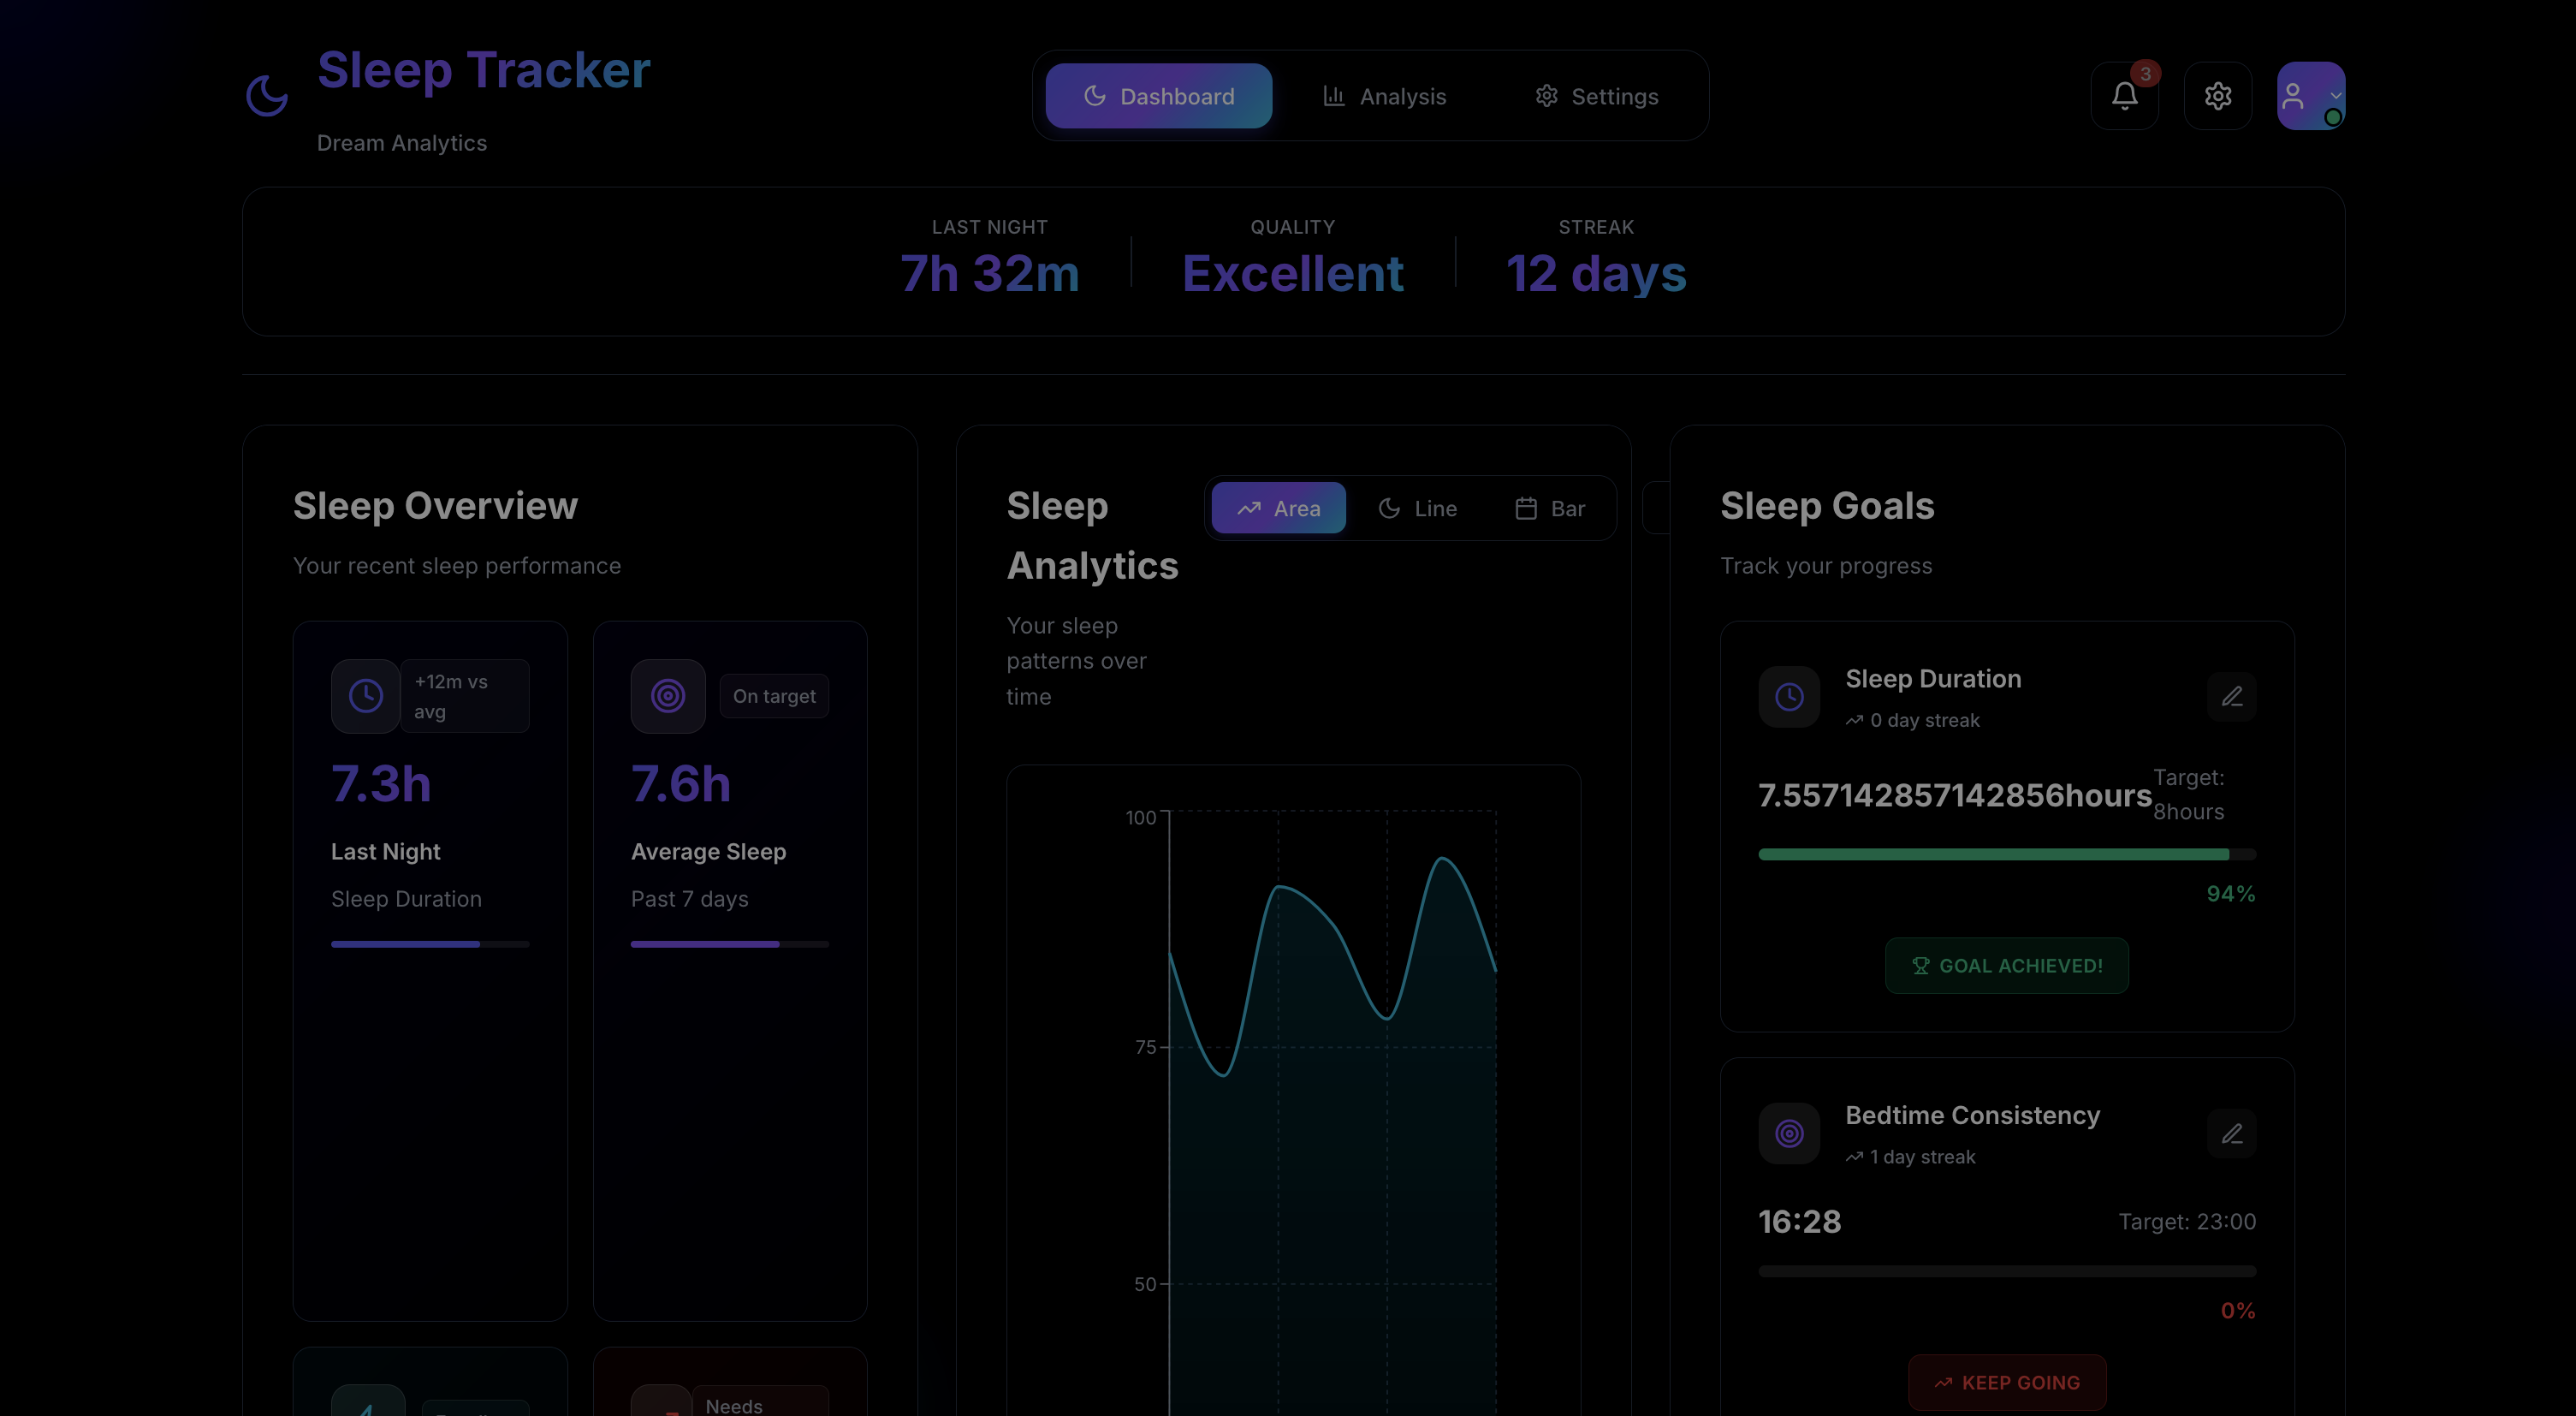 Sleep Tracker
Dream Analytics
Dashboard
Analysis
Settings
3
LAST NIGHT
7h 32m
QUALITY
Excellent
STREAK
12 days
Sleep Overview
Your recent sleep performance
+12m vs
avg
7.3h
Last Night
Sleep Duration
On target
7.6h
Average Sleep
Past 7 days
Needs
Sleep
Analytics
Your sleep
patterns over
time
Area
Line
Bar
100
75
50
Sleep Goals
Track your progress
Sleep Duration
0 day streak
7.557142857142856hours
Target:
8hours
94%
GOAL ACHIEVED!
Bedtime Consistency
1 day streak
16:28
Target: 23:00
0%
KEEP GOING